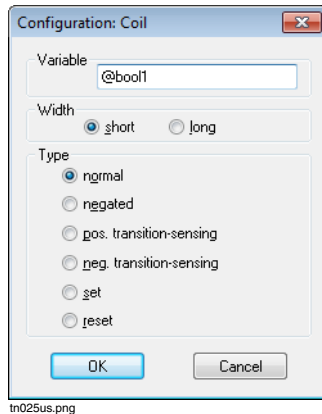 Configuration: Coil
Variable
@bool1
Width
short long
Type
normal
negated
pos. transition-sensing
neg. transition-sensing
set
reset
OK Cancel
tn025us.png